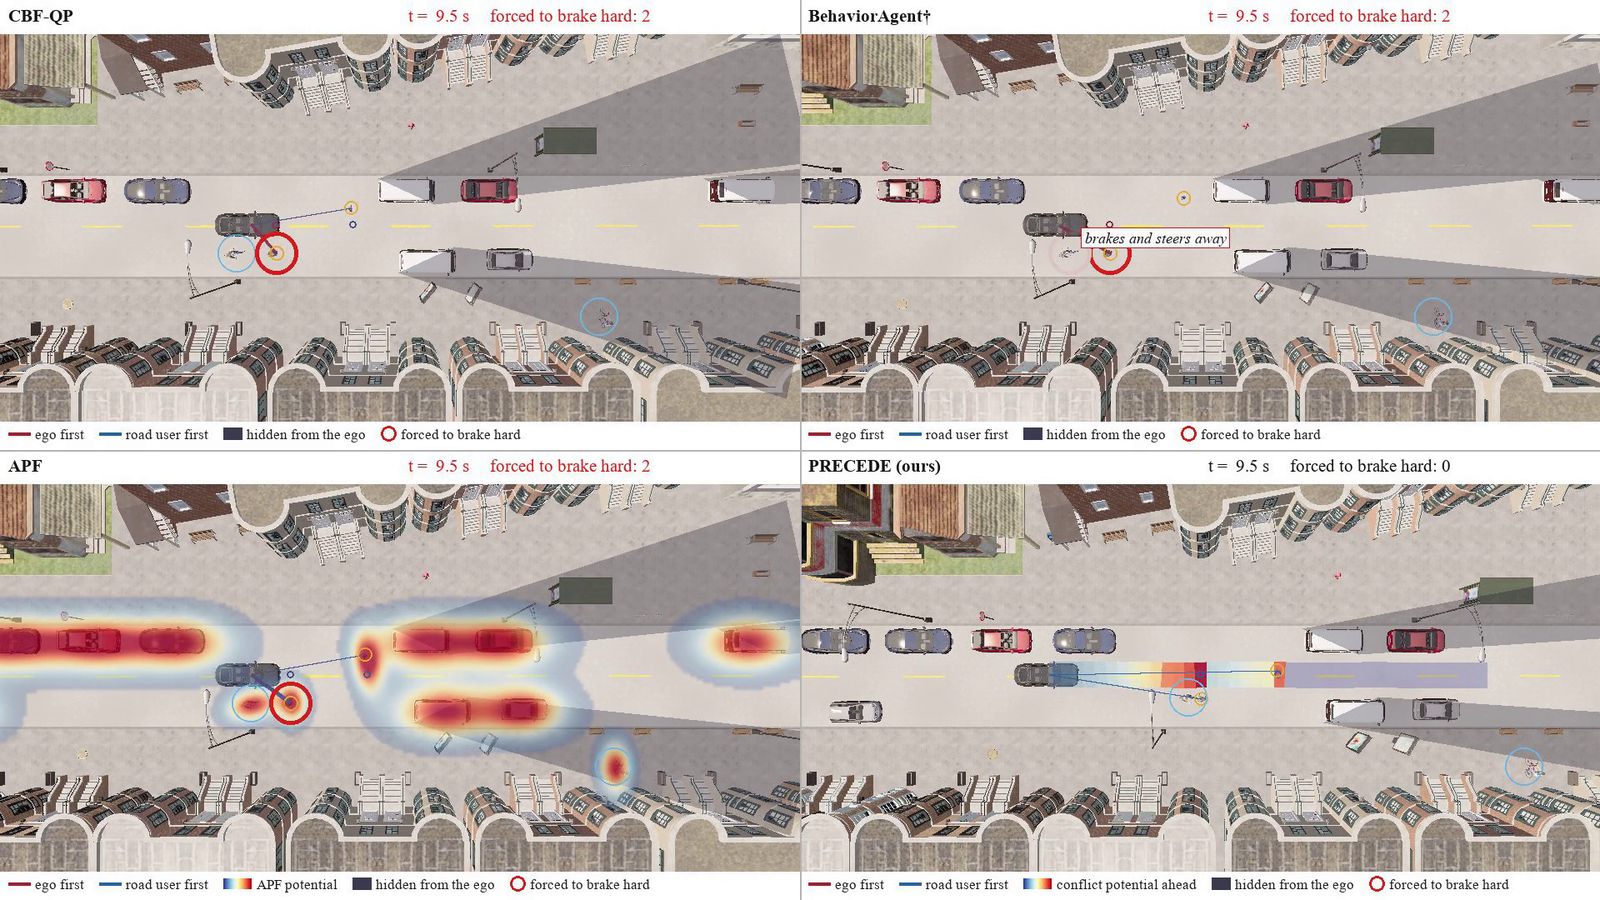 CBF-QP t = 9.5 s forced to brake hard: 2
BehaviorAgent† t = 9.5 s forced to brake hard: 2
brakes and steers away
ego first road user first hidden from the ego forced to brake hard
ego first road user first hidden from the ego forced to brake hard
APF t = 9.5 s forced to brake hard: 2
PRECEDE (ours) t = 9.5 s forced to brake hard: 0
ego first road user first APF potential hidden from the ego forced to brake hard
ego first road user first conflict potential ahead hidden from the ego forced to brake hard